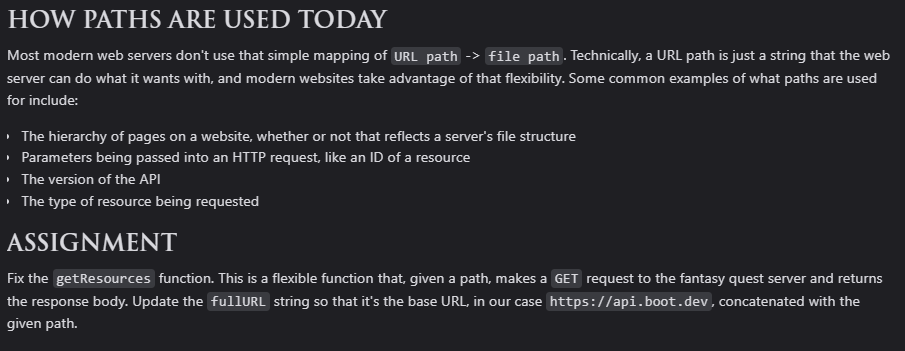 HOW PATHS ARE USED TODAY
Most modern web servers don't use that simple mapping of URL path -> file path. Technically, a URL path is just a string that the web
server can do what it wants with, and modern websites take advantage of that flexibility. Some common examples of what paths are used
for include:
• The hierarchy of pages on a website, whether or not that reflects a server's file structure
• Parameters being passed into an HTTP request, like an ID of a resource
• The version of the API
• The type of resource being requested
ASSIGNMENT
Fix the getResources function. This is a flexible function that, given a path, makes a GET request to the fantasy quest server and returns
the response body. Update the fullURL string so that it's the base URL, in our case https://api.boot.dev, concatenated with the
given path.